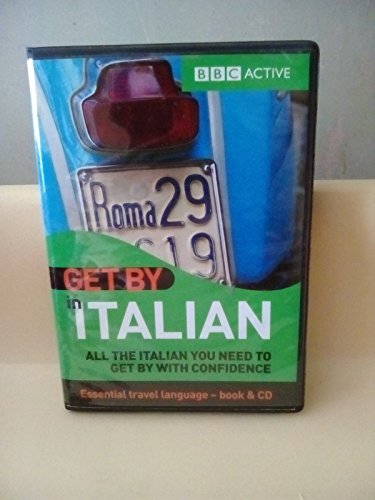 BBC ACTIVE
Roma 29
619
GET BY
in ITALIAN
ALL THE ITALIAN YOU NEED TO
GET BY WITH CONFIDENCE
Essential travel language – book & CD